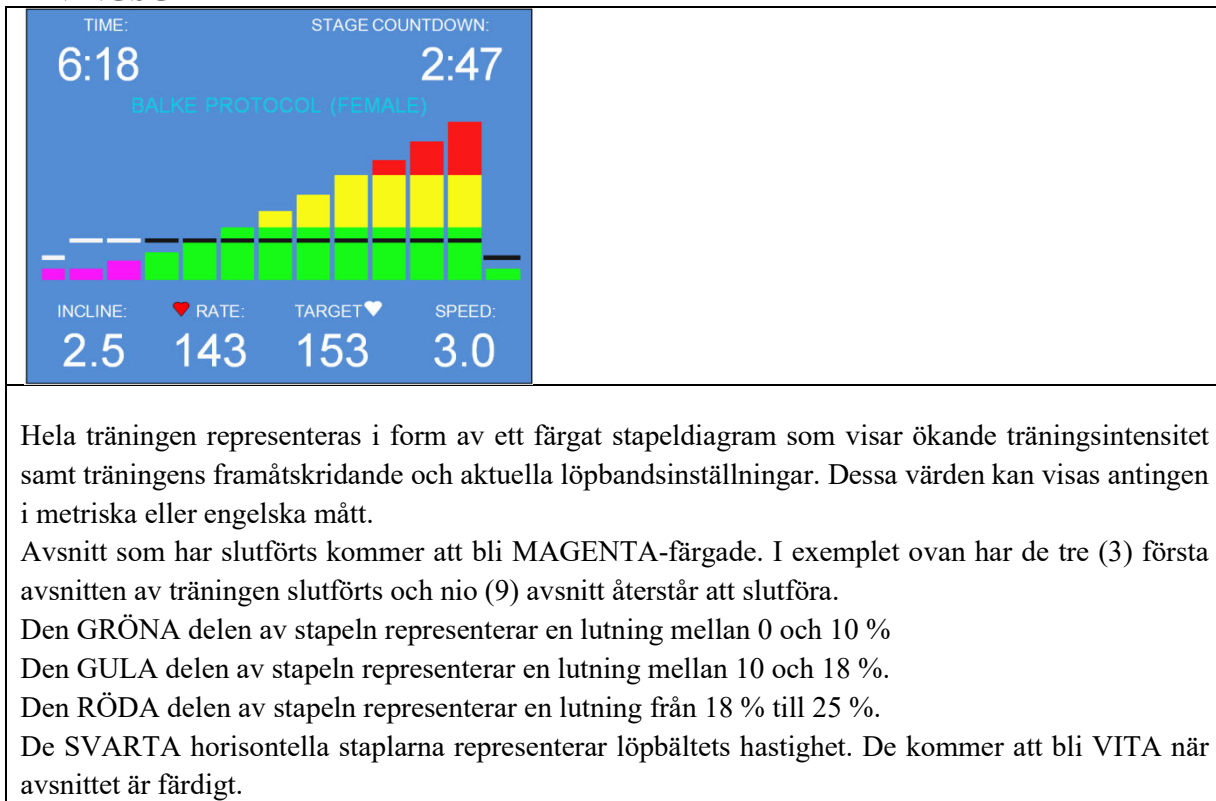 TIME: STAGE COUNTDOWN:
6:18 2:47
BALKE PROTOCOL (FEMALE)
INCLINE: RATE: TARGET SPEED:
2.5 143 153 3.0
Hela träningen representeras i form av ett färgat stapeldiagram som visar ökande träningsintensitet
samt träningens framåtskridande och aktuella löpbandsinställningar. Dessa värden kan visas antingen
i metriska eller engelska mått.
Avsnitt som har slutförts kommer att bli MAGENTA-färgade. I exemplet ovan har de tre (3) första
avsnitten av träningen slutförts och nio (9) avsnitt återstår att slutföra.
Den GRÖNA delen av stapeln representerar en lutning mellan 0 och 10 %
Den GULA delen av stapeln representerar en lutning mellan 10 och 18 %.
Den RÖDA delen av stapeln representerar en lutning från 18 % till 25 %.
De SVARTA horisontella staplarna representerar löpbältets hastighet. De kommer att bli VITA när
avsnittet är färdigt.